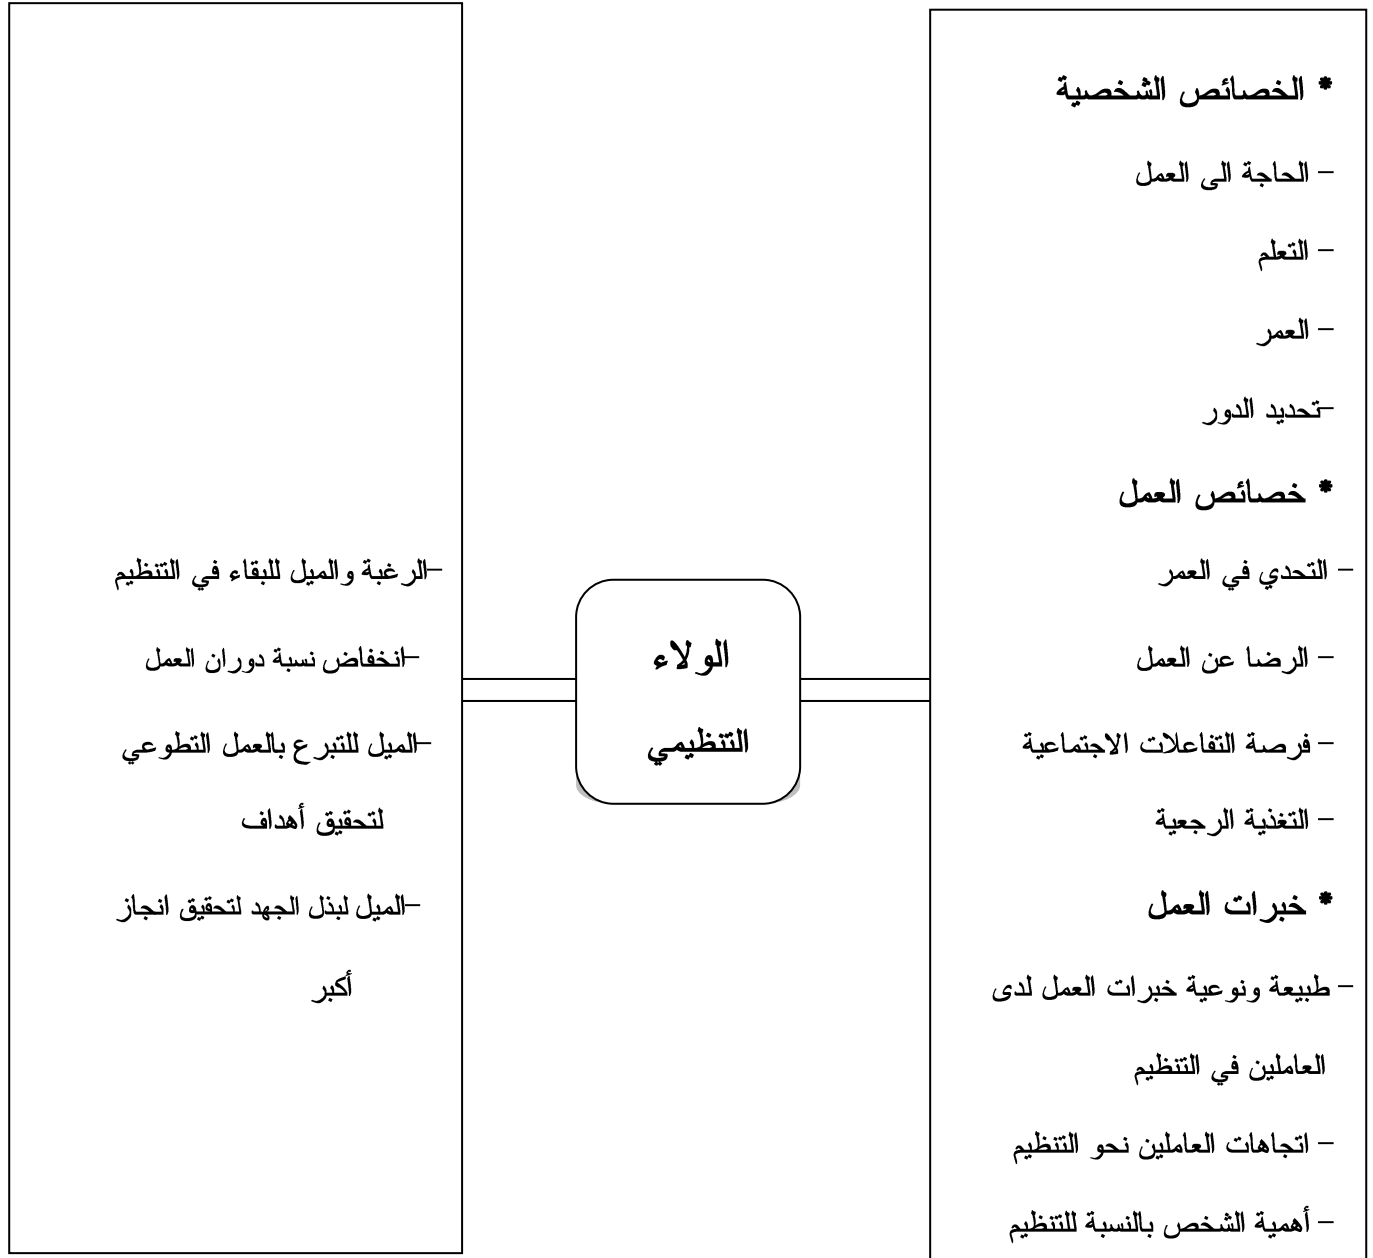 * الخصائص الشخصية
– الحاجة الى العمل
– التعلم
– العمر
–تحديد الدور
* خصائص العمل
– التحدي في العمر
– الرضا عن العمل
– فرصة التفاعلات الاجتماعية
– التغذية الرجعية
* خبرات العمل
– طبيعة ونوعية خبرات العمل لدى
العاملين في التنظيم
– اتجاهات العاملين نحو التنظيم
– أهمية الشخص بالنسبة للتنظيم
الولاء
التنظيمي
–الرغبة والميل للبقاء في التنظيم
–انخفاض نسبة دوران العمل
–الميل للتبرع بالعمل التطوعي
لتحقيق أهداف
–الميل لبذل الجهد لتحقيق انجاز
أكبر